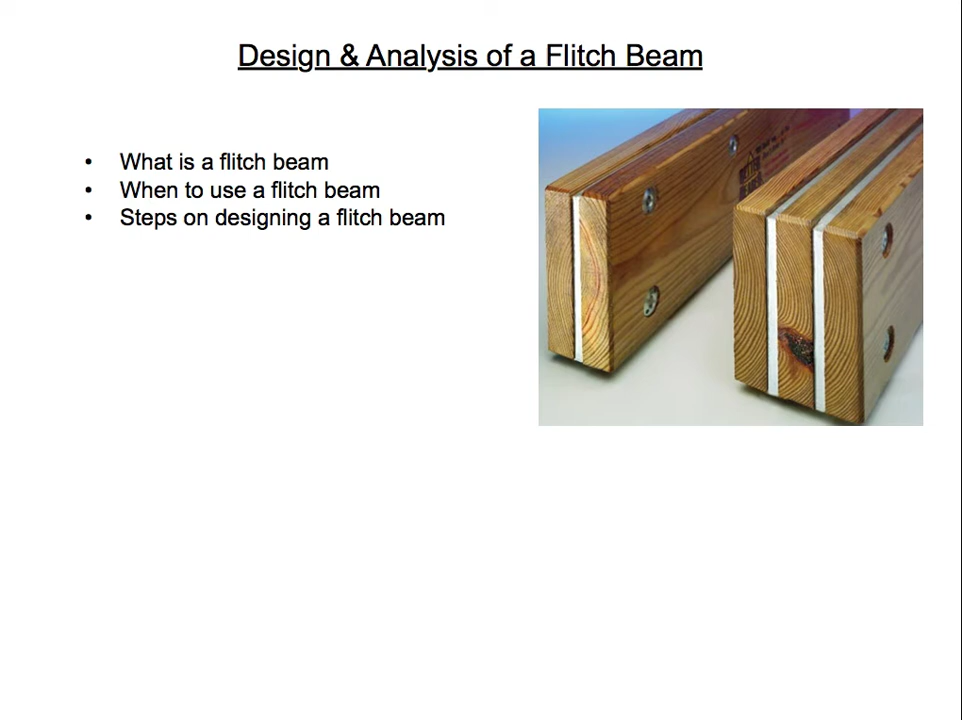 Design & Analysis of a Flitch Beam
• What is a flitch beam
• When to use a flitch beam
• Steps on designing a flitch beam